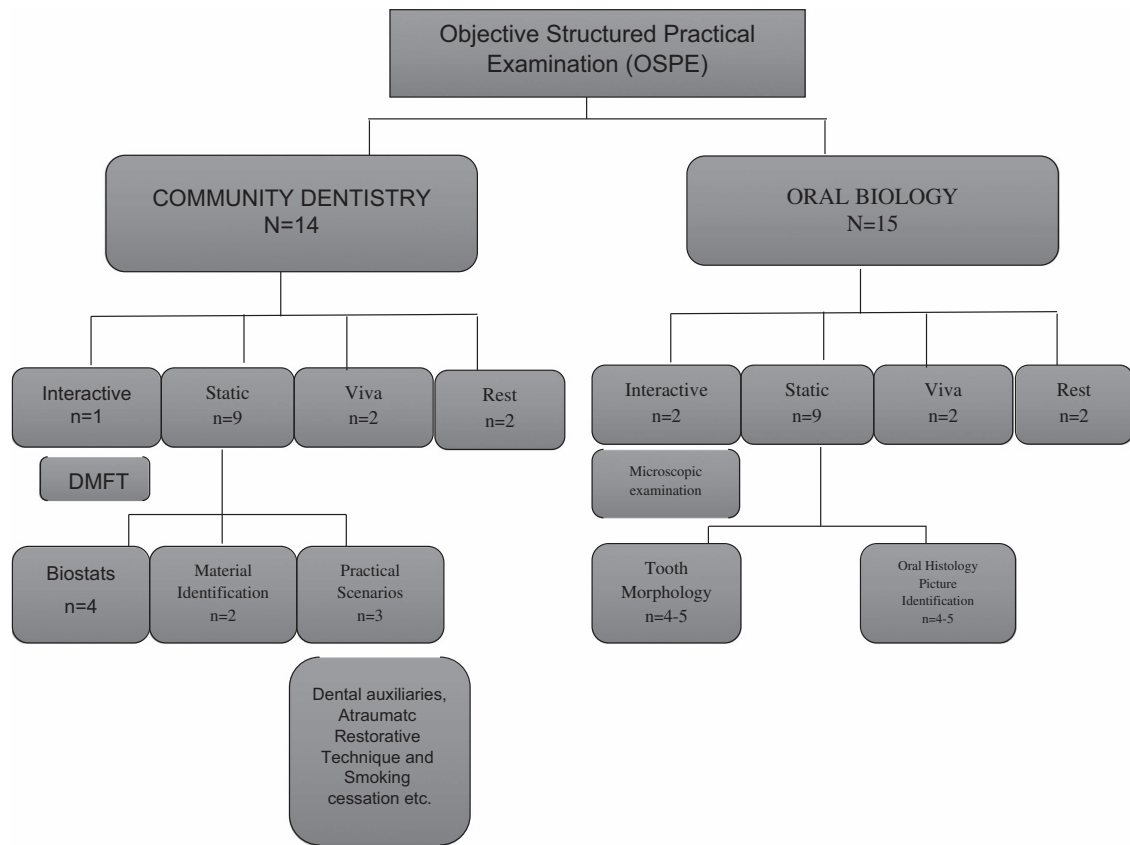 Objective Structured Practical
Examination (OSPE)
COMMUNITY DENTISTRY
N=14
ORAL BIOLOGY
N=15
Interactive
n=1
Static
n=9
Viva
n=2
Rest
n=2
Interactive
n=2
Static
n=9
Viva
n=2
Rest
n=2
DMFT
Microscopic
examination
Biostats
n=4
Material
Identification
n=2
Practical
Scenarios
n=3
Tooth
Morphology
n=4-5
Oral Histology
Picture
Identification
n=4-5
Dental auxiliaries,
Atraumatc
Restorative
Technique and
Smoking
cessation etc.